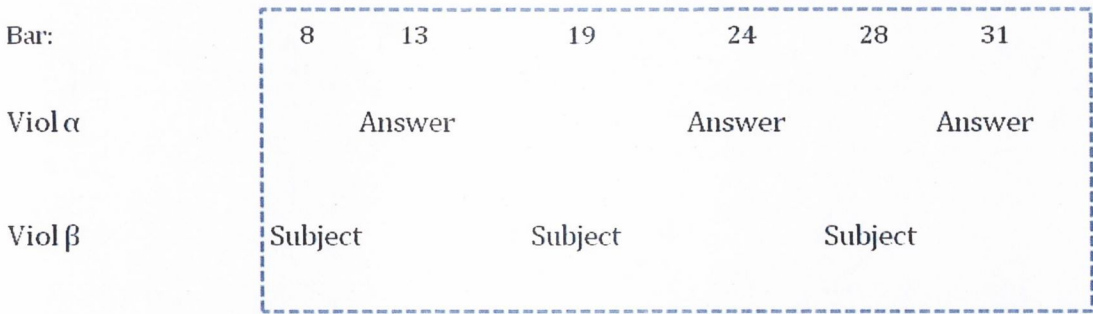 Bar: 8 13 19 24 28 31
Viol α Answer Answer Answer
Viol β Subject Subject Subject